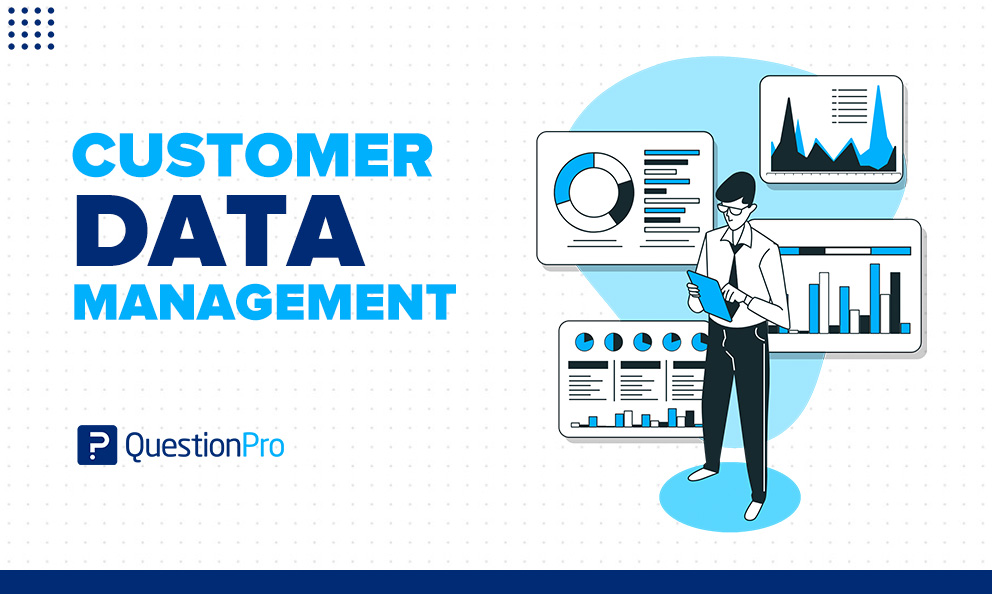 CUSTOMER
DATA
MANAGEMENT
QuestionPro